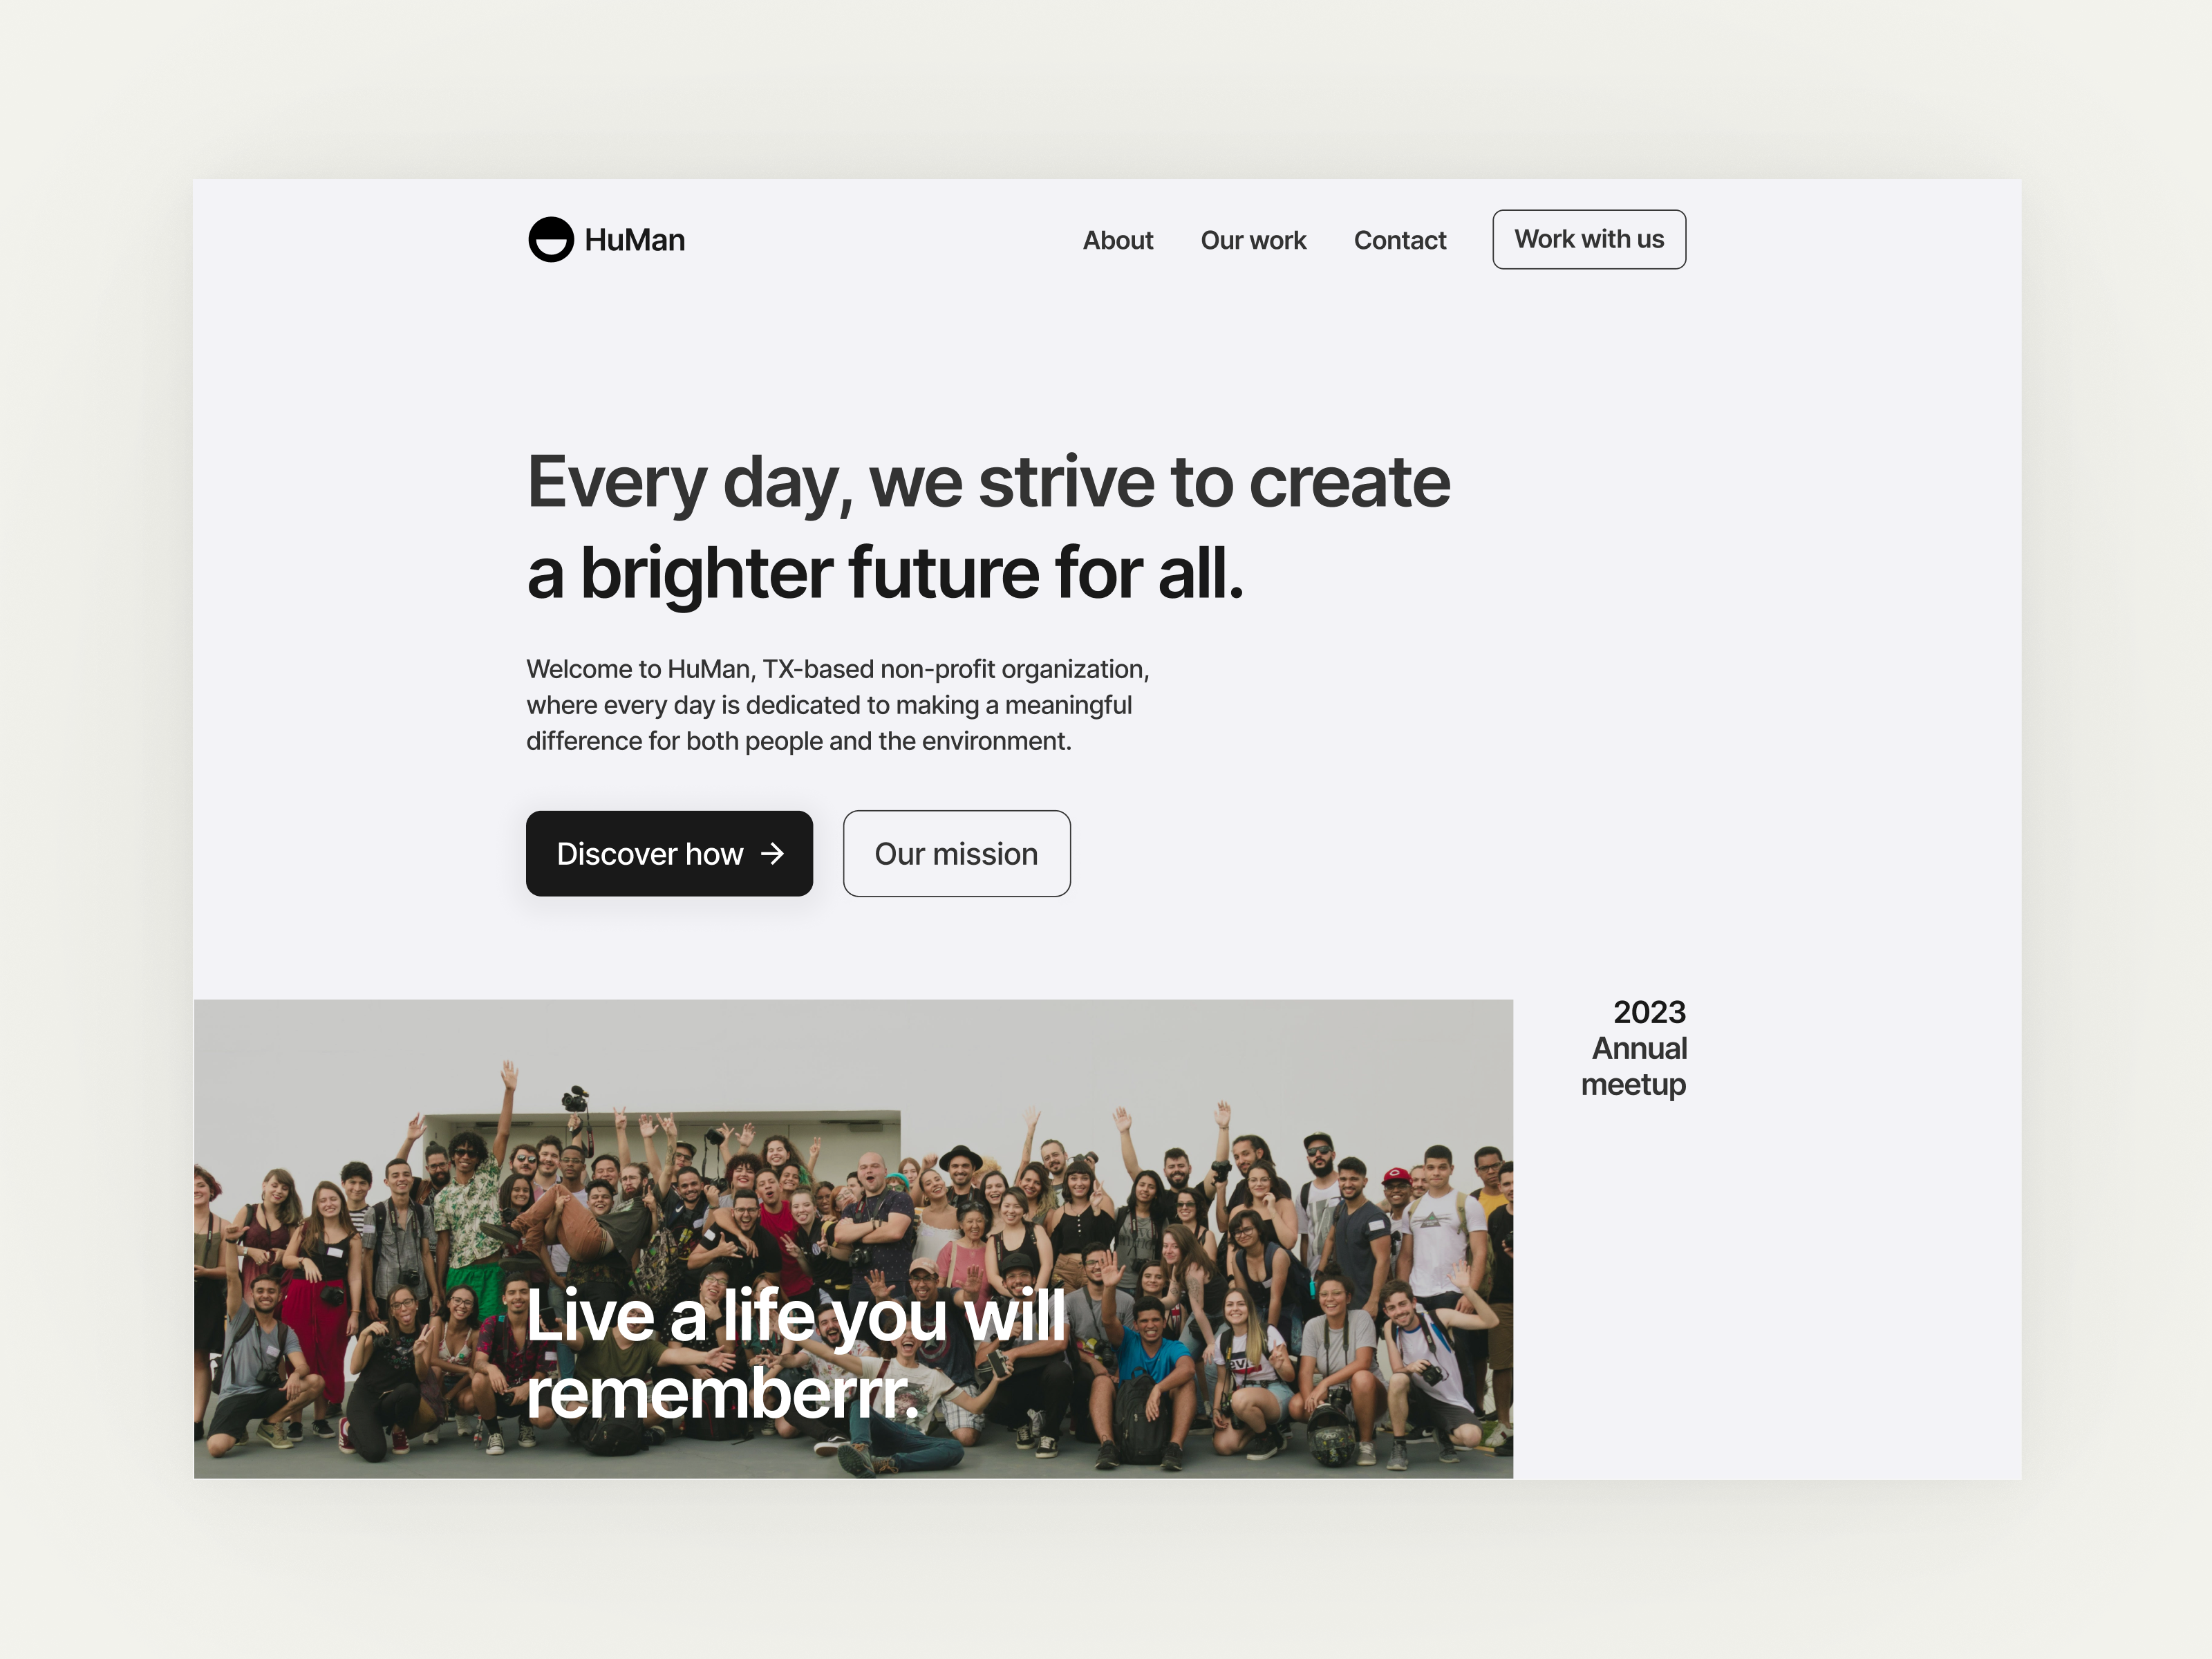 HuMan
About
Our work
Contact
Work with us
Every day, we strive to create
a brighter future for all.
Welcome to HuMan, TX-based non-profit organization,
where every day is dedicated to making a meaningful
difference for both people and the environment.
Discover how →
Our mission
2023
Annual
meetup
Live a life you will
rememberrr.